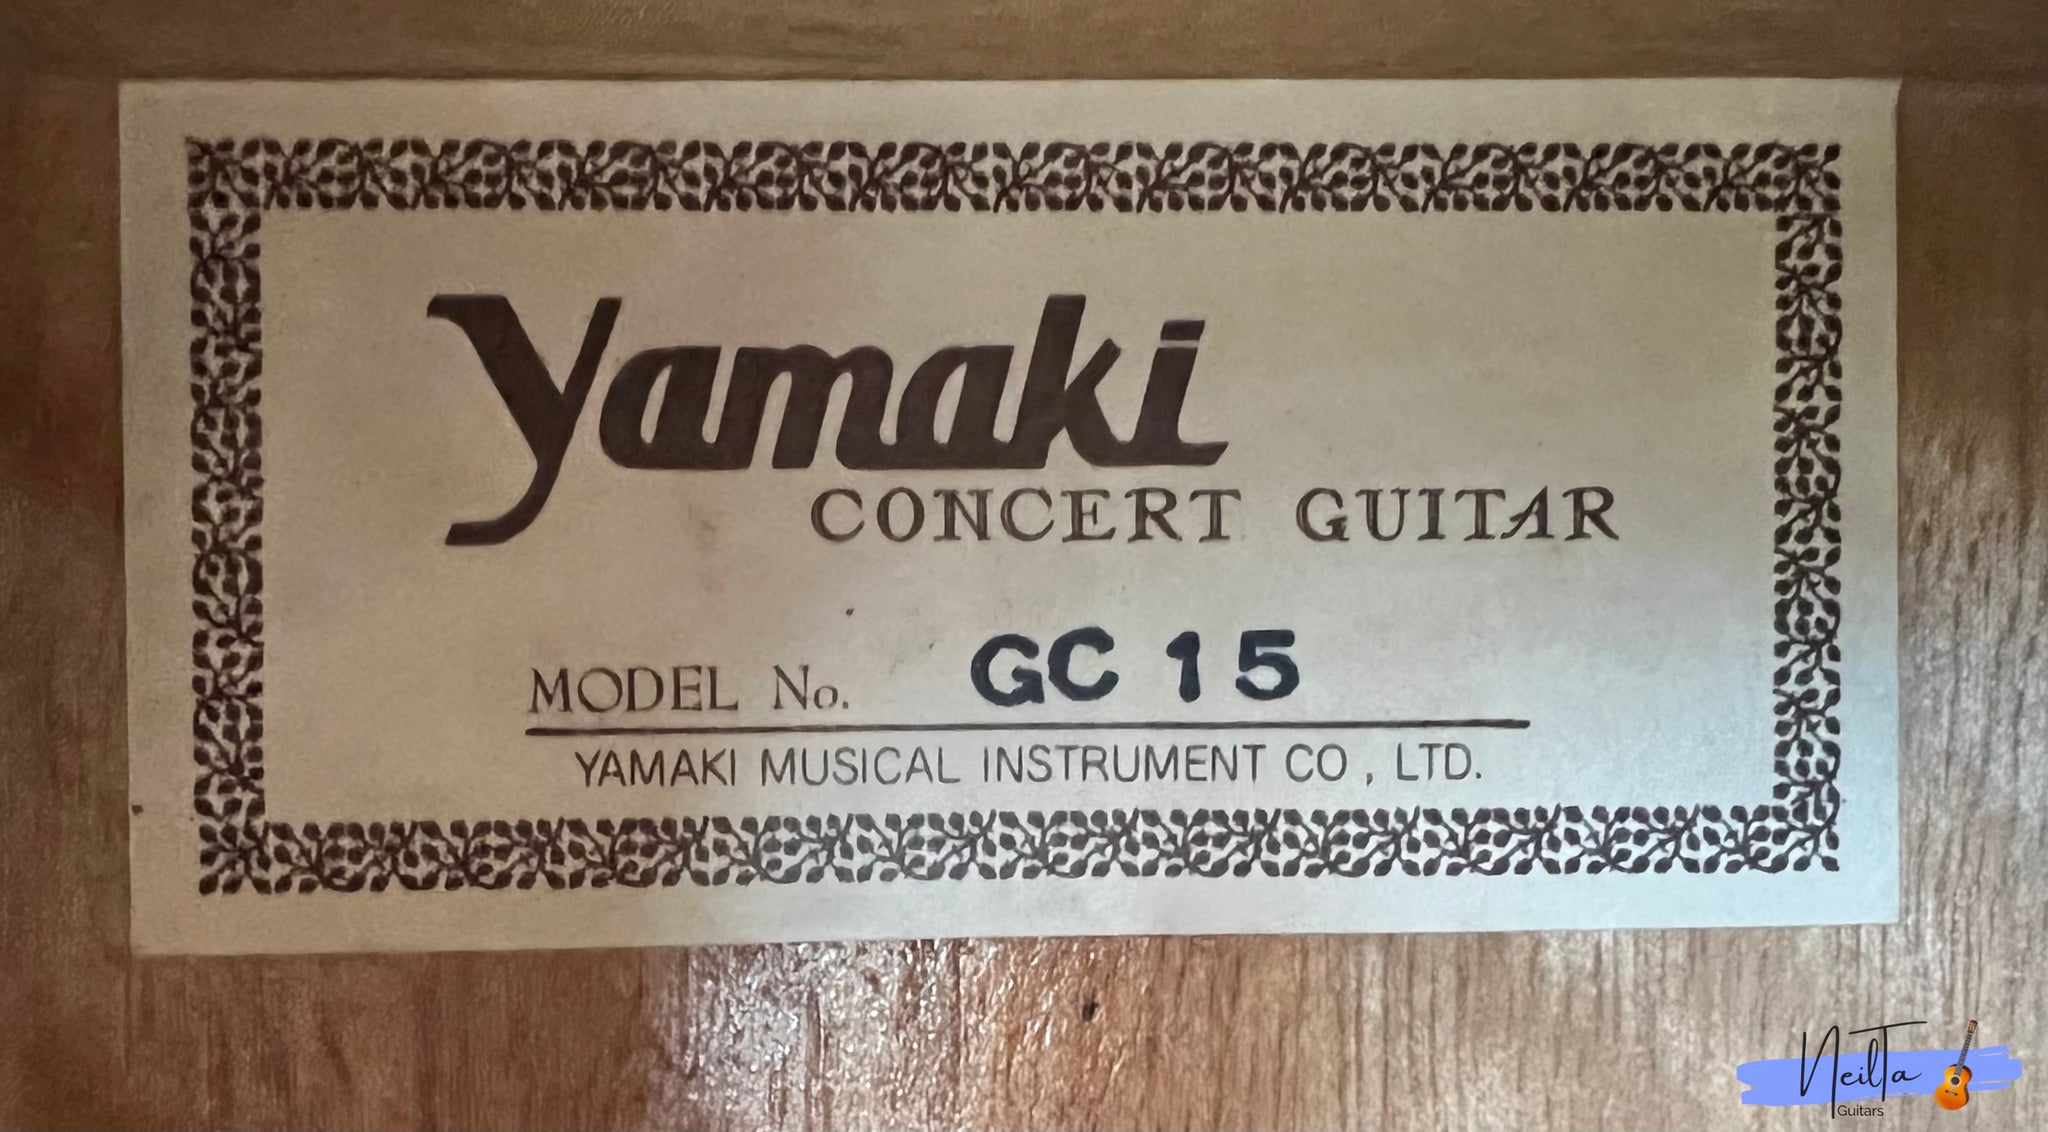 Yamaki
CONCERT GUITAR
MODEL No. GC 15
YAMAKI MUSICAL INSTRUMENT CO , LTD.
NeilTa
Guitars